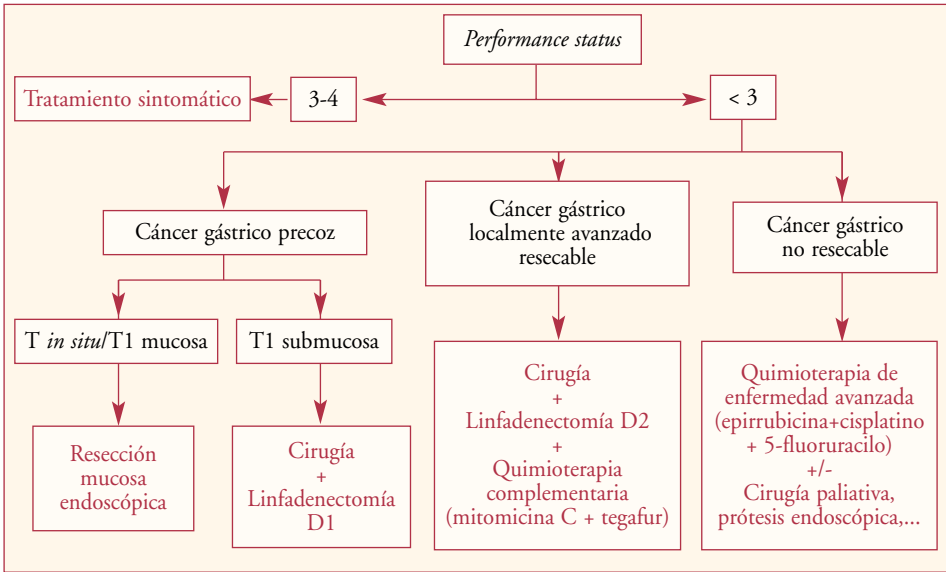 Performance status
Tratamiento sintomático
3-4
< 3
Cáncer gástrico precoz
Cáncer gástrico
localmente avanzado
resecable
Cáncer gástrico
no resecable
T in situ/T1 mucosa
T1 submucosa
Resección
mucosa
endoscópica
Cirugía
+
Linfadenectomía
D1
Cirugía
+
Linfadenectomía D2
+
Quimioterapia
complementaria
(mitomicina C + tegafur)
Quimioterapia de
enfermedad avanzada
(epirrubicina+cisplatino
+ 5-fluoruracilo)
+/-
Cirugía paliativa,
prótesis endoscópica,...